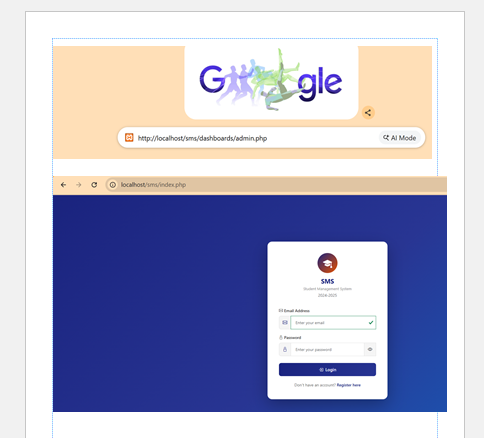 Google
http://localhost/sms/dashboards/admin.php
AI Mode
localhost/sms/index.php
SMS
Student Management System
2024-2025
Email Address
Enter your email
Password
Enter your password
Login
Don't have an account? Register here